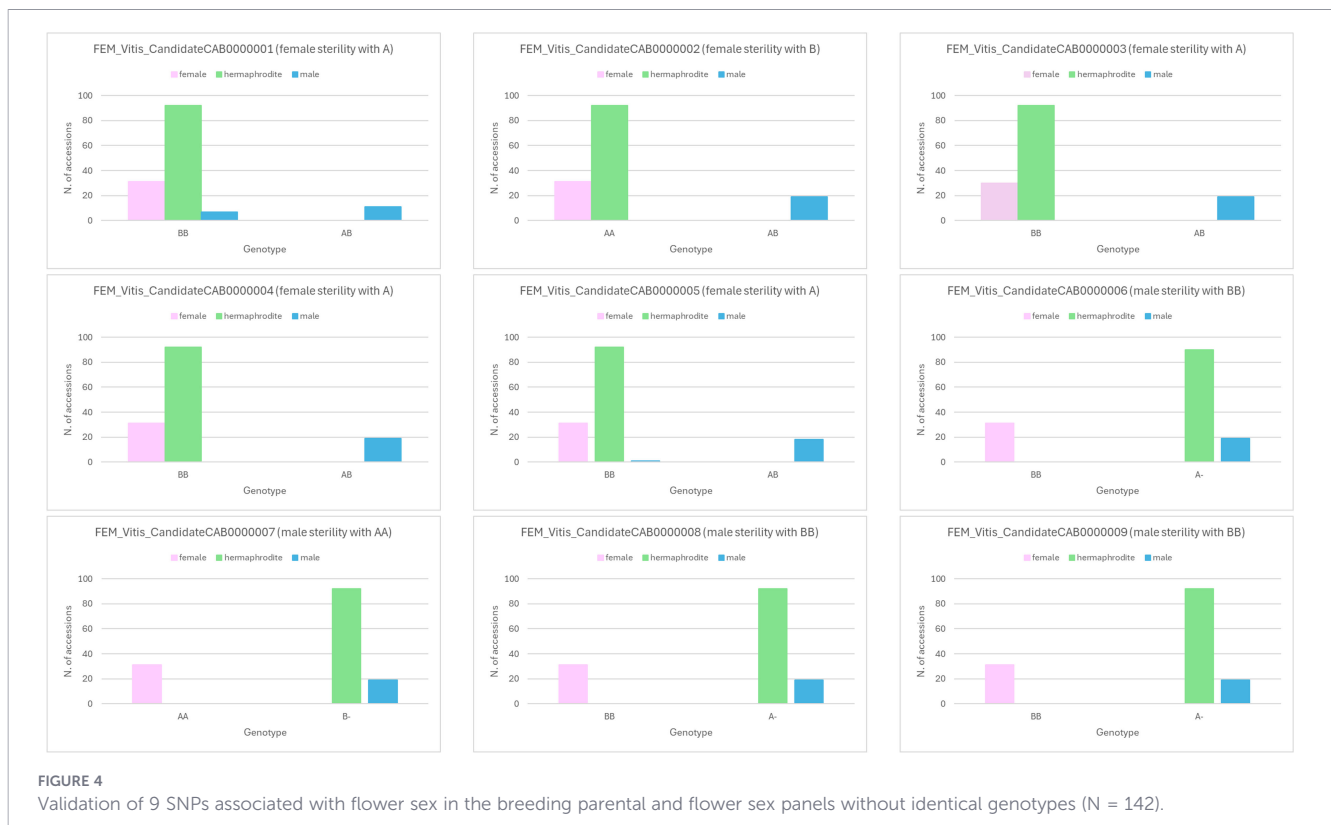 FEM_Vitis_CandidateCAB0000001 (female sterility with A)
female hermaphrodite male
100
80
60
40
20
0
N. of accessions
BB AB
Genotype
FEM_Vitis_CandidateCAB0000002 (female sterility with B)
female hermaphrodite male
100
80
60
40
20
0
N. of accessions
AA AB
Genotype
FEM_Vitis_CandidateCAB0000003 (female sterility with A)
female hermaphrodite male
100
80
60
40
20
0
N. of accessions
BB AB
Genotype
FEM_Vitis_CandidateCAB0000004 (female sterility with A)
female hermaphrodite male
100
80
60
40
20
0
N. of accessions
BB AB
Genotype
FEM_Vitis_CandidateCAB0000005 (female sterility with A)
female hermaphrodite male
100
80
60
40
20
0
N. of accessions
BB AB
Genotype
FEM_Vitis_CandidateCAB0000006 (male sterility with BB)
female hermaphrodite male
100
80
60
40
20
0
N. of accessions
BB A-
Genotype
FEM_Vitis_CandidateCAB0000007 (male sterility with AA)
female hermaphrodite male
100
80
60
40
20
0
N. of accessions
AA B-
Genotype
FEM_Vitis_CandidateCAB0000008 (male sterility with BB)
female hermaphrodite male
100
80
60
40
20
0
N. of accessions
BB A-
Genotype
FEM_Vitis_CandidateCAB0000009 (male sterility with BB)
female hermaphrodite male
100
80
60
40
20
0
N. of accessions
BB A-
Genotype
FIGURE 4
Validation of 9 SNPs associated with flower sex in the breeding parental and flower sex panels without identical genotypes (N = 142).